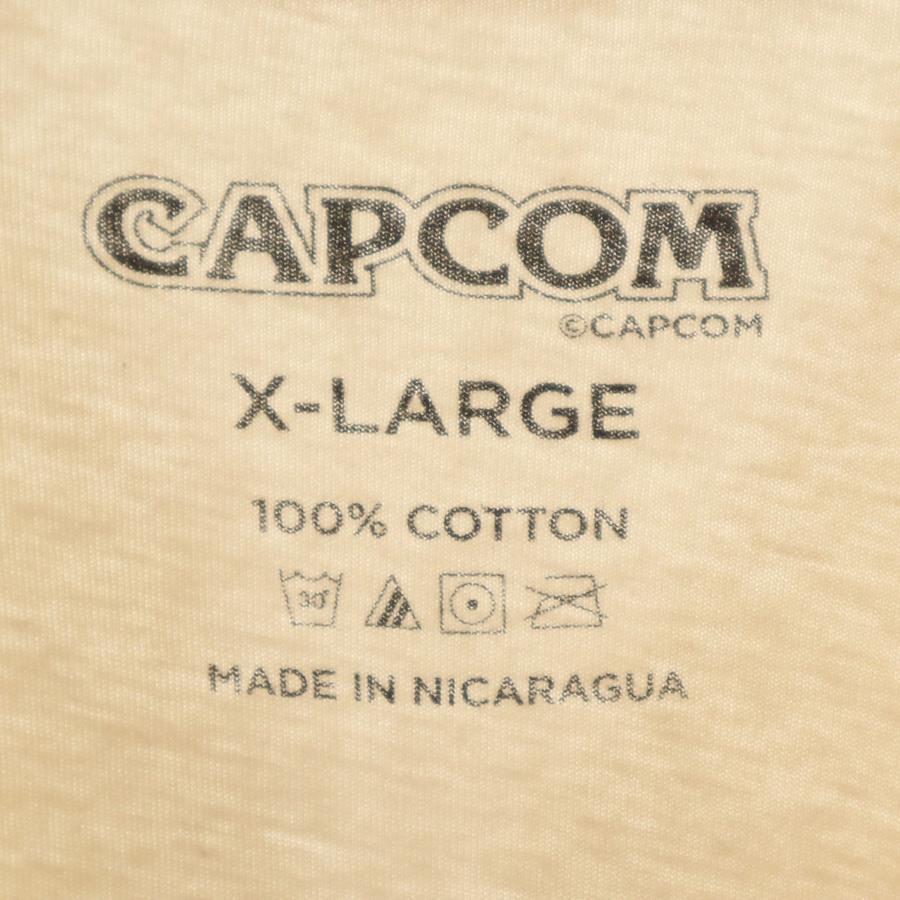 CAPCOM
©CAPCOM
X-LARGE
100% COTTON
30°
MADE IN NICARAGUA